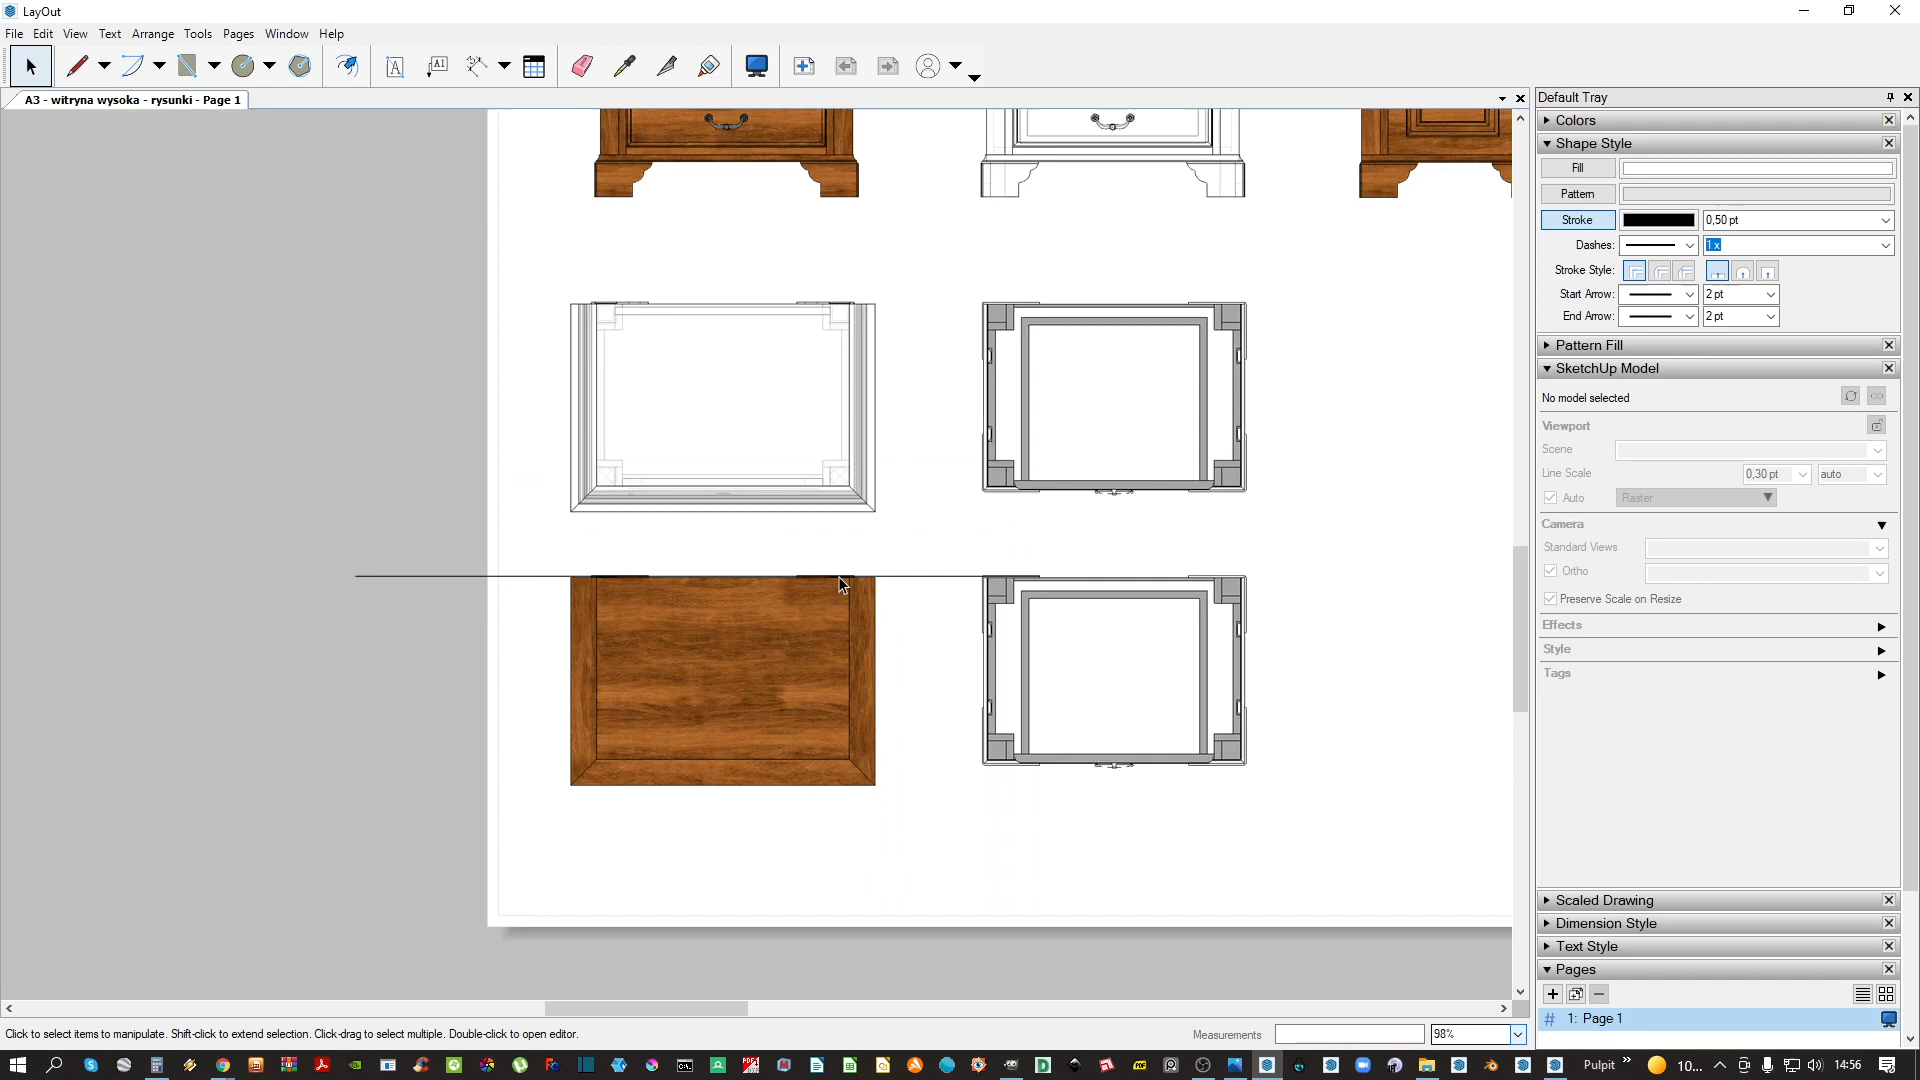 LayOut
File Edit View Text Arrange Tools Pages Window Help
A3 - witryna wysoka - rysunki - Page 1
Default Tray
Colors
Shape Style
Fill
Pattern
Stroke 0,50 pt
Dashes: 1 x
Stroke Style:
Start Arrow: 2 pt
End Arrow: 2 pt
Pattern Fill
SketchUp Model
No model selected
Viewport
Scene
Line Scale 0,30 pt auto
Auto Raster
Camera
Standard Views
Ortho
Preserve Scale on Resize
Effects
Style
Tags
Scaled Drawing
Dimension Style
Text Style
Pages
1: Page 1
Click to select items to manipulate. Shift-click to extend selection. Click-drag to select multiple. Double-click to open editor. Measurements 98%
Pulpit 10... 14:56